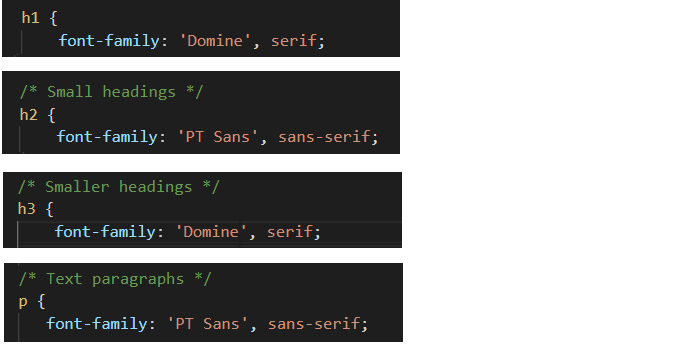 h1 {
font-family: 'Domine', serif;
/* Small headings */
h2 {
font-family: 'PT Sans', sans-serif;
/* Smaller headings */
h3 {
font-family: 'Domine', serif;
/* Text paragraphs */
p {
font-family: 'PT Sans', sans-serif;